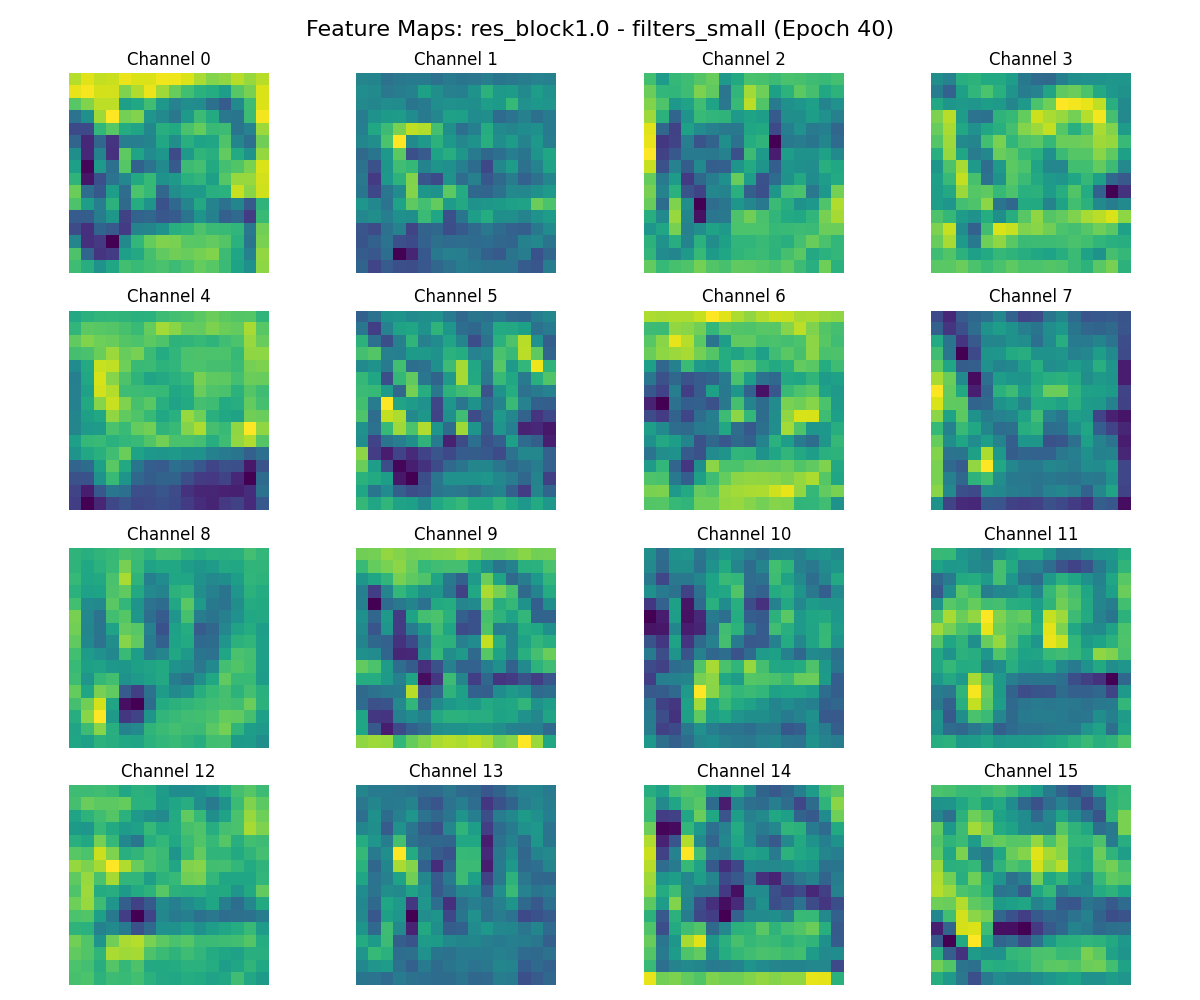 Feature Maps: res_block1.0 - filters_small (Epoch 40)
Channel 0
Channel 1
Channel 2
Channel 3
Channel 4
Channel 5
Channel 6
Channel 7
Channel 8
Channel 9
Channel 10
Channel 11
Channel 12
Channel 13
Channel 14
Channel 15